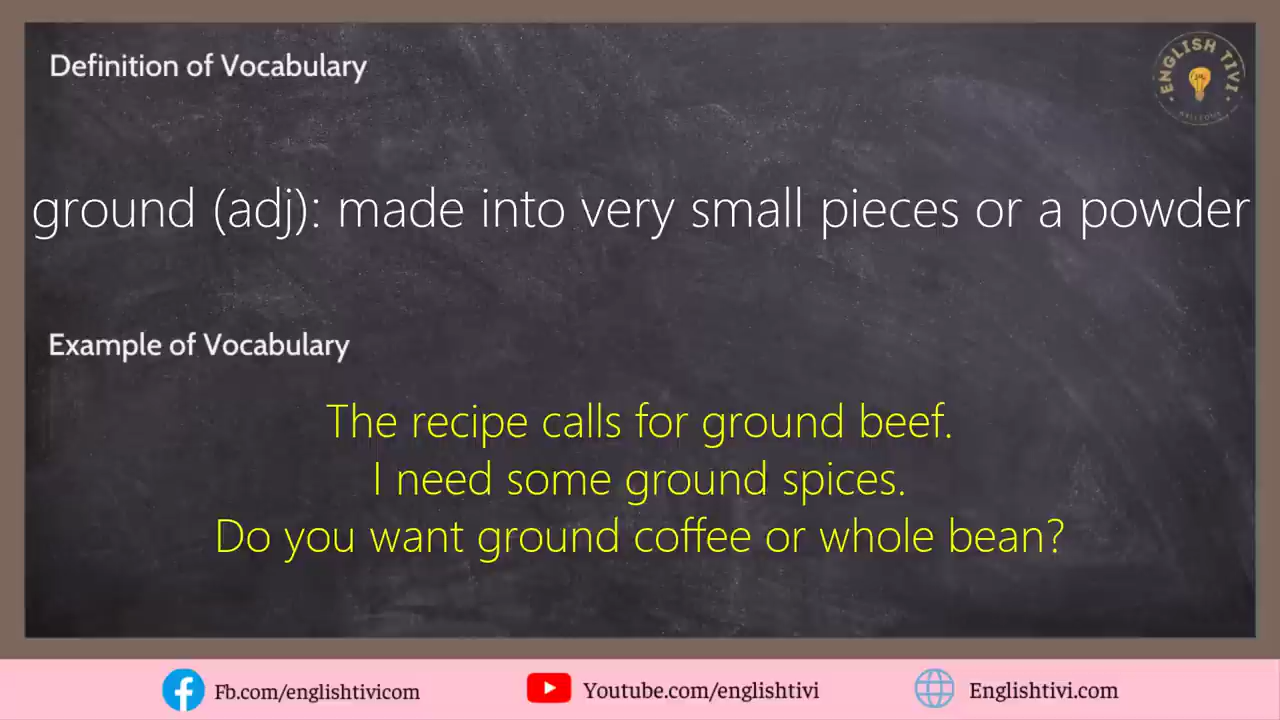 Definition of Vocabulary
ENGLISH TIVI
ground (adj): made into very small pieces or a powder
Example of Vocabulary
The recipe calls for ground beef.
I need some ground spices.
Do you want ground coffee or whole bean?
Fb.com/englishtivicom
Youtube.com/englishtivi
Englishtivi.com